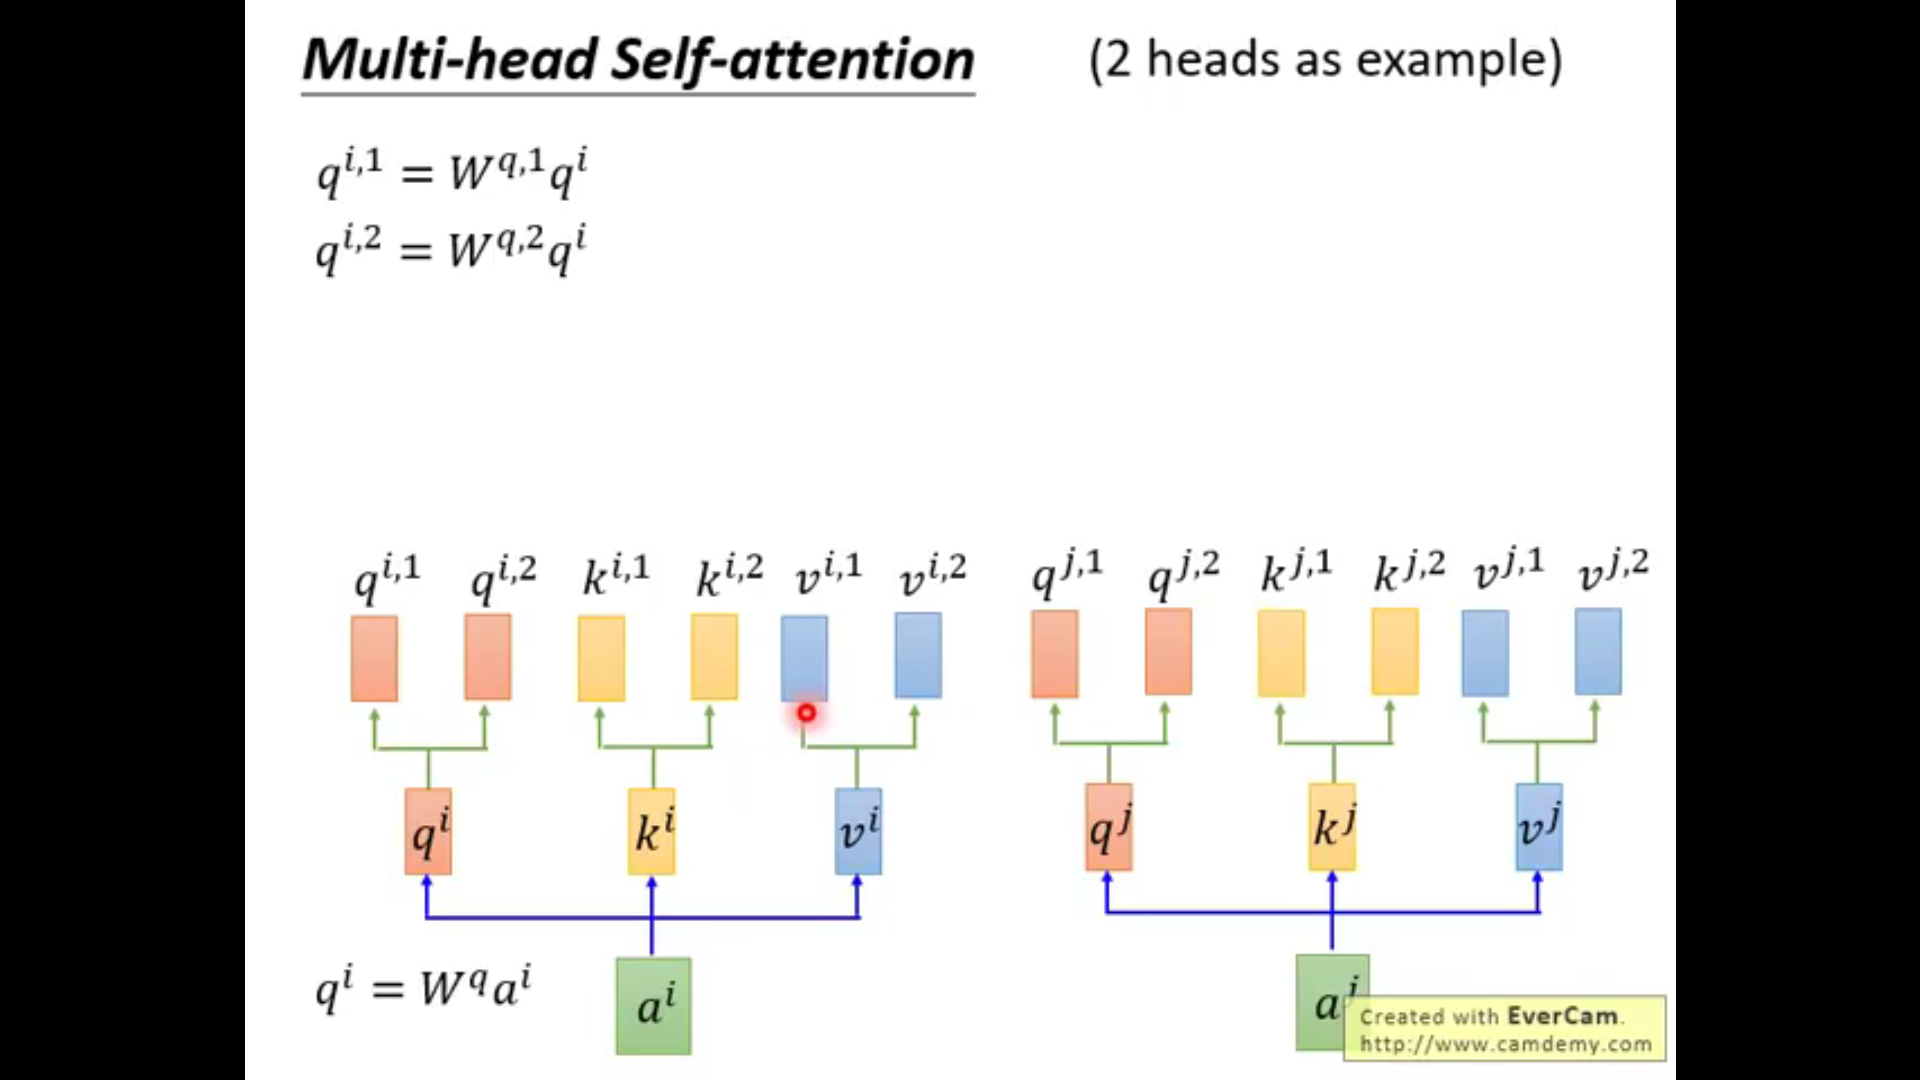 Multi-head Self-attention (2 heads as example)
q^{i,1} = W^{q,1}q^i
q^{i,2} = W^{q,2}q^i
q^{i,1} q^{i,2} k^{i,1} k^{i,2} v^{i,1} v^{i,2} q^{j,1} q^{j,2} k^{j,1} k^{j,2} v^{j,1} v^{j,2}
q^i k^i v^i q^j k^j v^j
q^i = W^q a^i a^i a^j
Created with EverCam.
http://www.camdemy.com